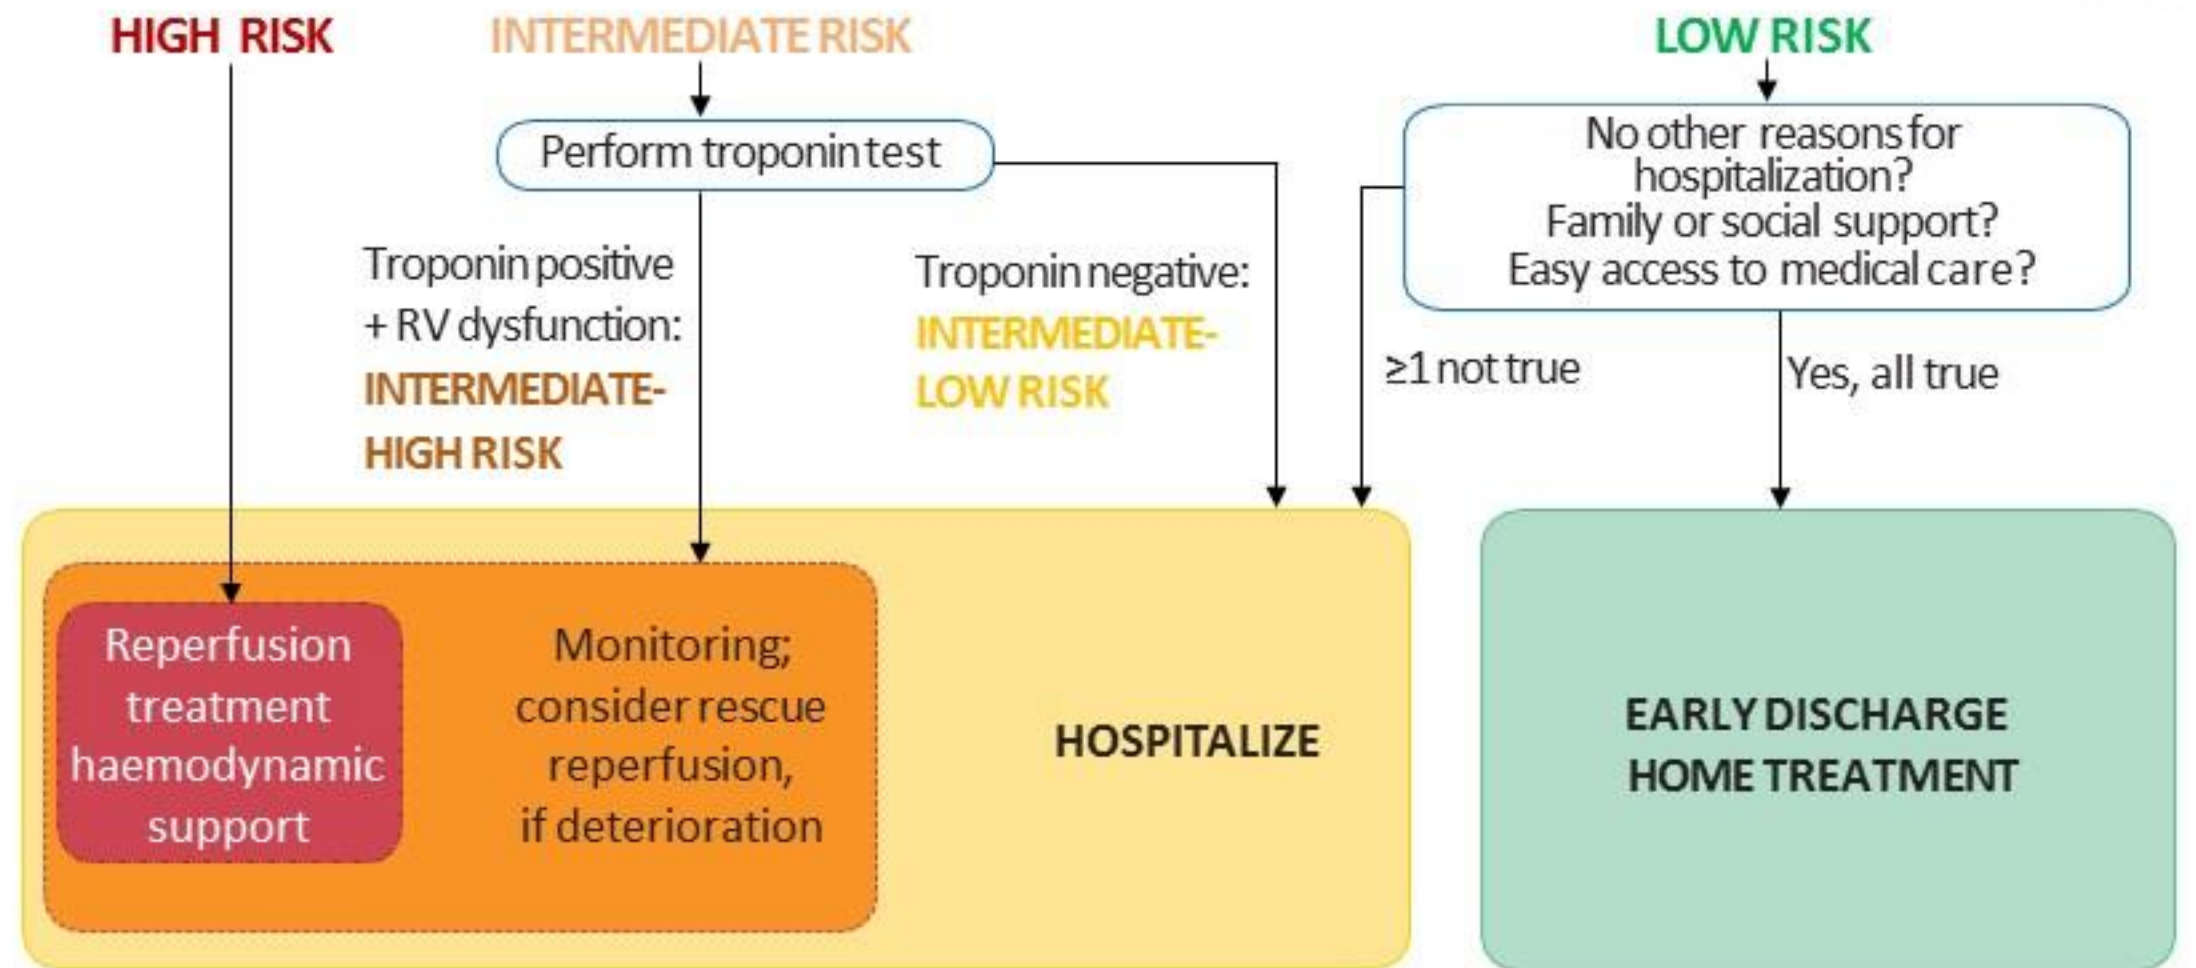 HIGH RISK
INTERMEDIATE RISK
LOW RISK
Perform troponin test
No other reasons for
hospitalization?
Family or social support?
Easy access to medical care?
Troponin positive
+ RV dysfunction:
INTERMEDIATE-
HIGH RISK
Troponin negative:
INTERMEDIATE-
LOW RISK
≥1 not true
Yes, all true
Reperfusion
treatment
haemodynamic
support
Monitoring;
consider rescue
reperfusion,
if deterioration
HOSPITALIZE
EARLY DISCHARGE
HOME TREATMENT